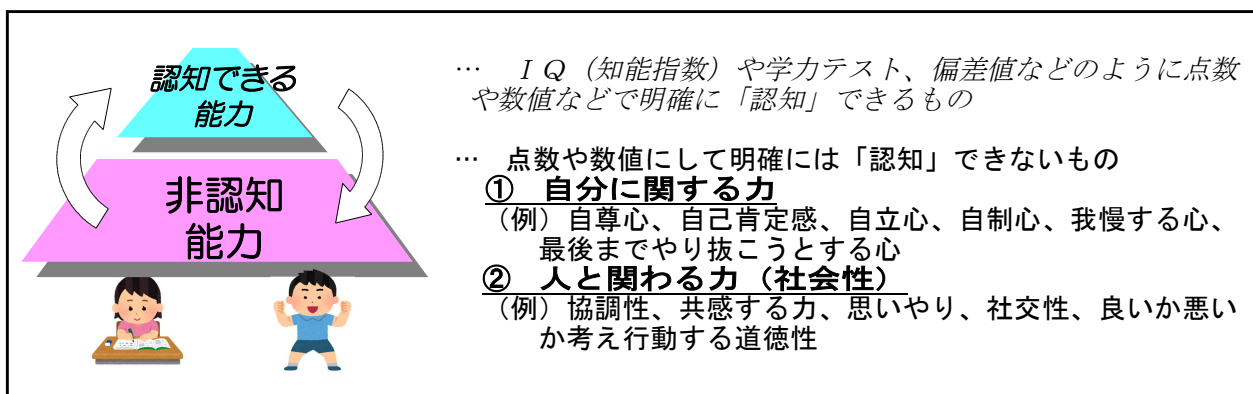 認知できる
能力
… ＩＱ（知能指数）や学力テスト、偏差値などのように点数
や数値などで明確に「認知」できるもの
非認知
能力
… 点数や数値にして明確には「認知」できないもの
① 自分に関する力
（例）自尊心、自己肯定感、自立心、自制心、我慢する心、
最後までやり抜こうとする心
② 人と関わる力（社会性）
（例）協調性、共感する力、思いやり、社交性、良いか悪い
か考え行動する道徳性